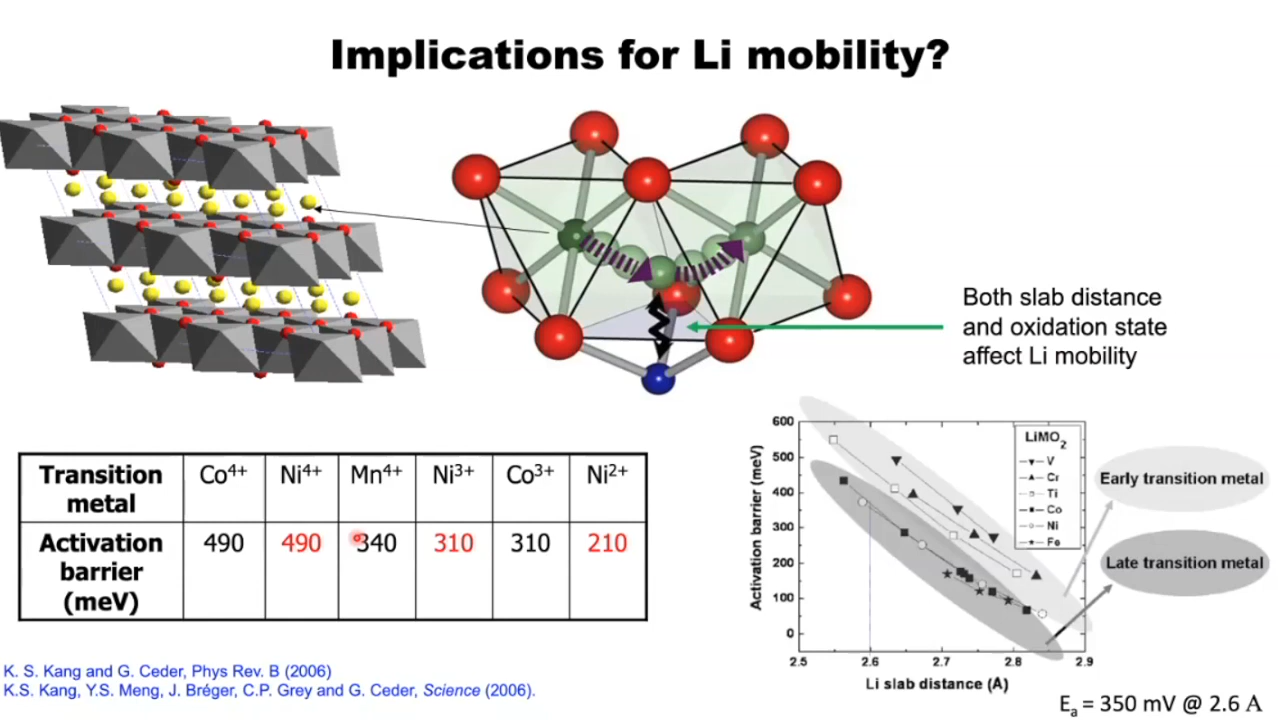 Implications for Li mobility?
Both slab distance
and oxidation state
affect Li mobility
Transition metal Co4+ Ni4+ Mn4+ Ni3+ Co3+ Ni2+
Activation barrier (meV) 490 490 340 310 310 210
600
500
400
300
200
100
0
Activation barrier (meV)
2.5 2.6 2.7 2.8 2.9
Li slab distance (Å)
LiMO2
V
Cr
Ti
Co
Ni
Fe
Early transition metal
Late transition metal
K. S. Kang and G. Ceder, Phys Rev. B (2006)
K.S. Kang, Y.S. Meng, J. Bréger, C.P. Grey and G. Ceder, Science (2006).
Ea = 350 mV @ 2.6 A